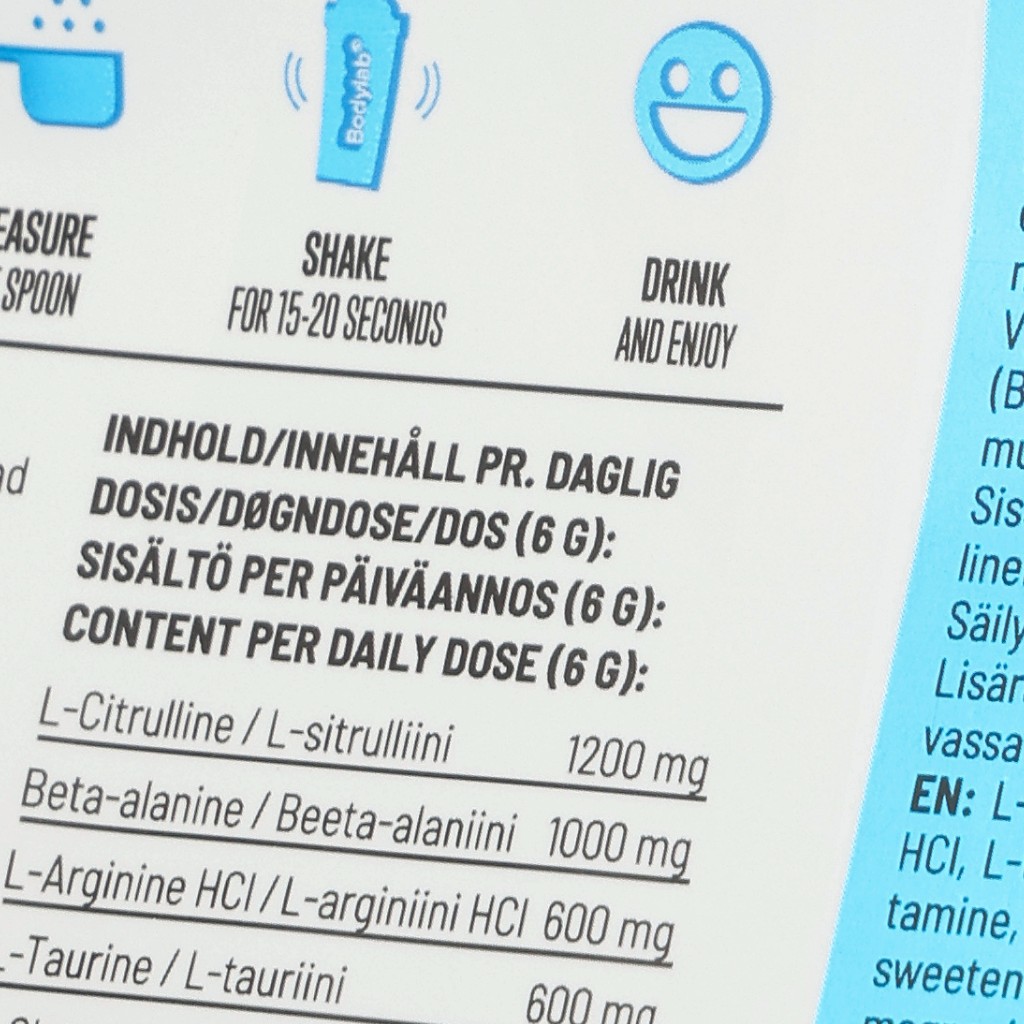 Bodylab®
EASURE
SPOON
SHAKE
FOR 15-20 SECONDS
DRINK
AND ENJOY
INDHOLD/INNEHÅLL PR. DAGLIG
DOSIS/DØGNDOSE/DOS (6 G):
SISÄLTÖ PER PÄIVÄANNOS (6 G):
CONTENT PER DAILY DOSE (6 G):
L-Citrulline / L-sitrulliini 1200 mg
Beta-alanine / Beeta-alaniini 1000 mg
L-Arginine HCl / L-arginiini HCl 600 mg
L-Taurine / L-tauriini 600 mg
V
(B
mu
Sis
line
Säily
Lisän
vassa
EN: L-
HCl, L-
tamine,
sweeten